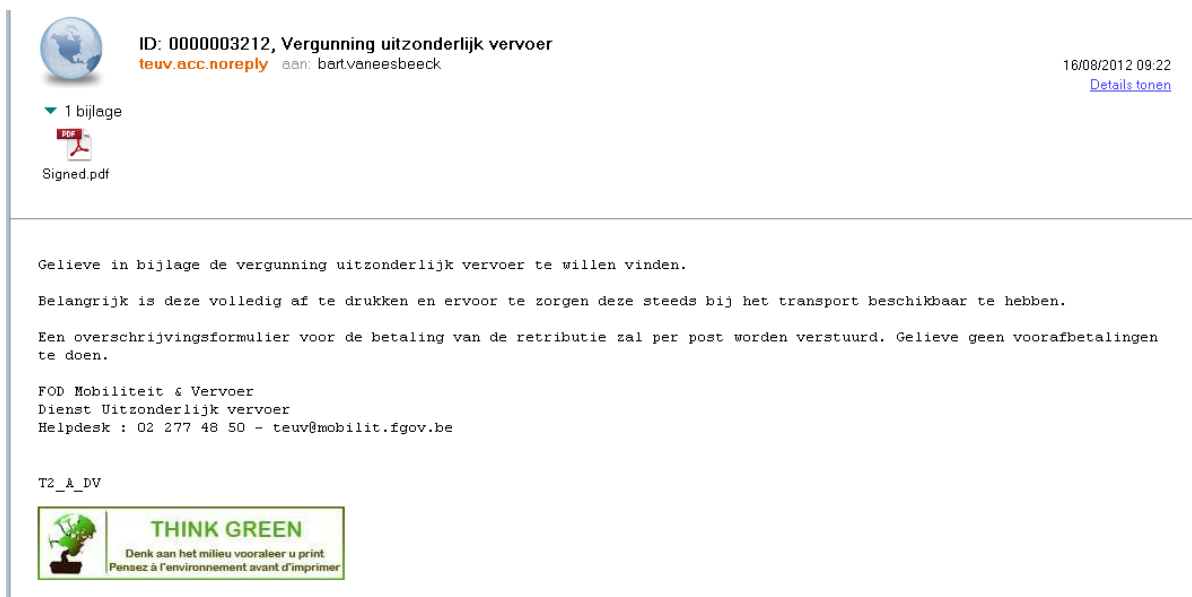 ID: 0000003212, Vergunning uitzonderlijk vervoer
teuv.acc.noreply aan: bart.vaneesbeeck
16/08/2012 09:22
Details tonen
1 bijlage
PDF
Signed.pdf
Gelieve in bijlage de vergunning uitzonderlijk vervoer te willen vinden.
Belangrijk is deze volledig af te drukken en ervoor te zorgen deze steeds bij het transport beschikbaar te hebben.
Een overschrijvingsformulier voor de betaling van de retributie zal per post worden verstuurd. Gelieve geen voorafbetalingen
te doen.
FOD Mobiliteit & Vervoer
Dienst Uitzonderlijk vervoer
Helpdesk : 02 277 48 50 - teuv@mobilit.fgov.be
T2_A_DV
THINK GREEN
Denk aan het milieu vooraleer u print
Pensez à l'environnement avant d'imprimer